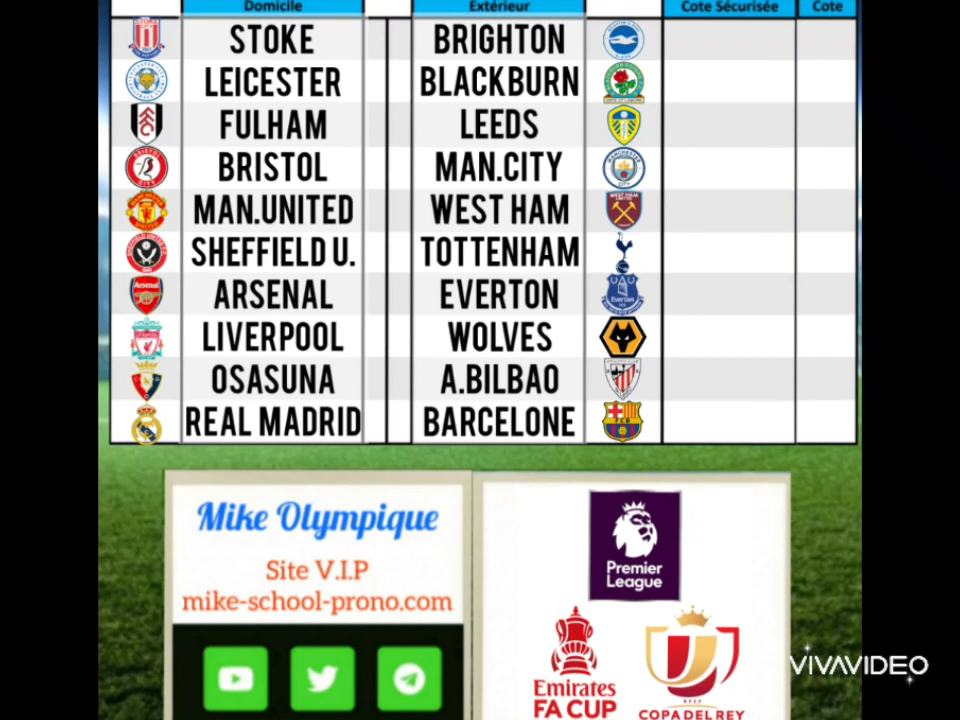 Domicile Extérieur Cote Sécurisée Cote
STOKE BRIGHTON
LEICESTER BLACKBURN
FULHAM LEEDS
BRISTOL MAN.CITY
MAN.UNITED WEST HAM
SHEFFIELD U. TOTTENHAM
ARSENAL EVERTON
LIVERPOOL WOLVES
OSASUNA A.BILBAO
REAL MADRID BARCELONE
Mike Olympique
Site V.I.P
mike-school-prono.com
Premier
League
Emirates
FA CUP
COPA DEL REY
VIVAVIDEO